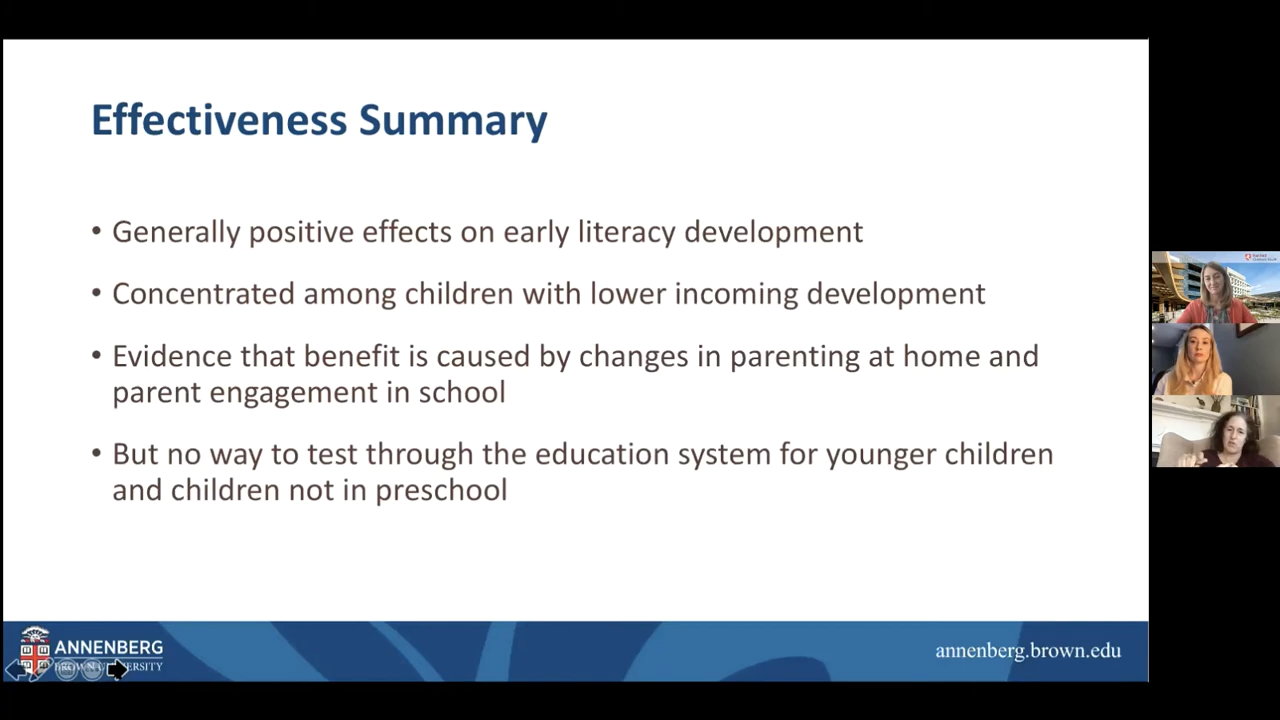 Effectiveness Summary
• Generally positive effects on early literacy development
• Concentrated among children with lower incoming development
• Evidence that benefit is caused by changes in parenting at home and
parent engagement in school
• But no way to test through the education system for younger children
and children not in preschool
ANNENBERG
BROWN UNIVERSITY
annenberg.brown.edu